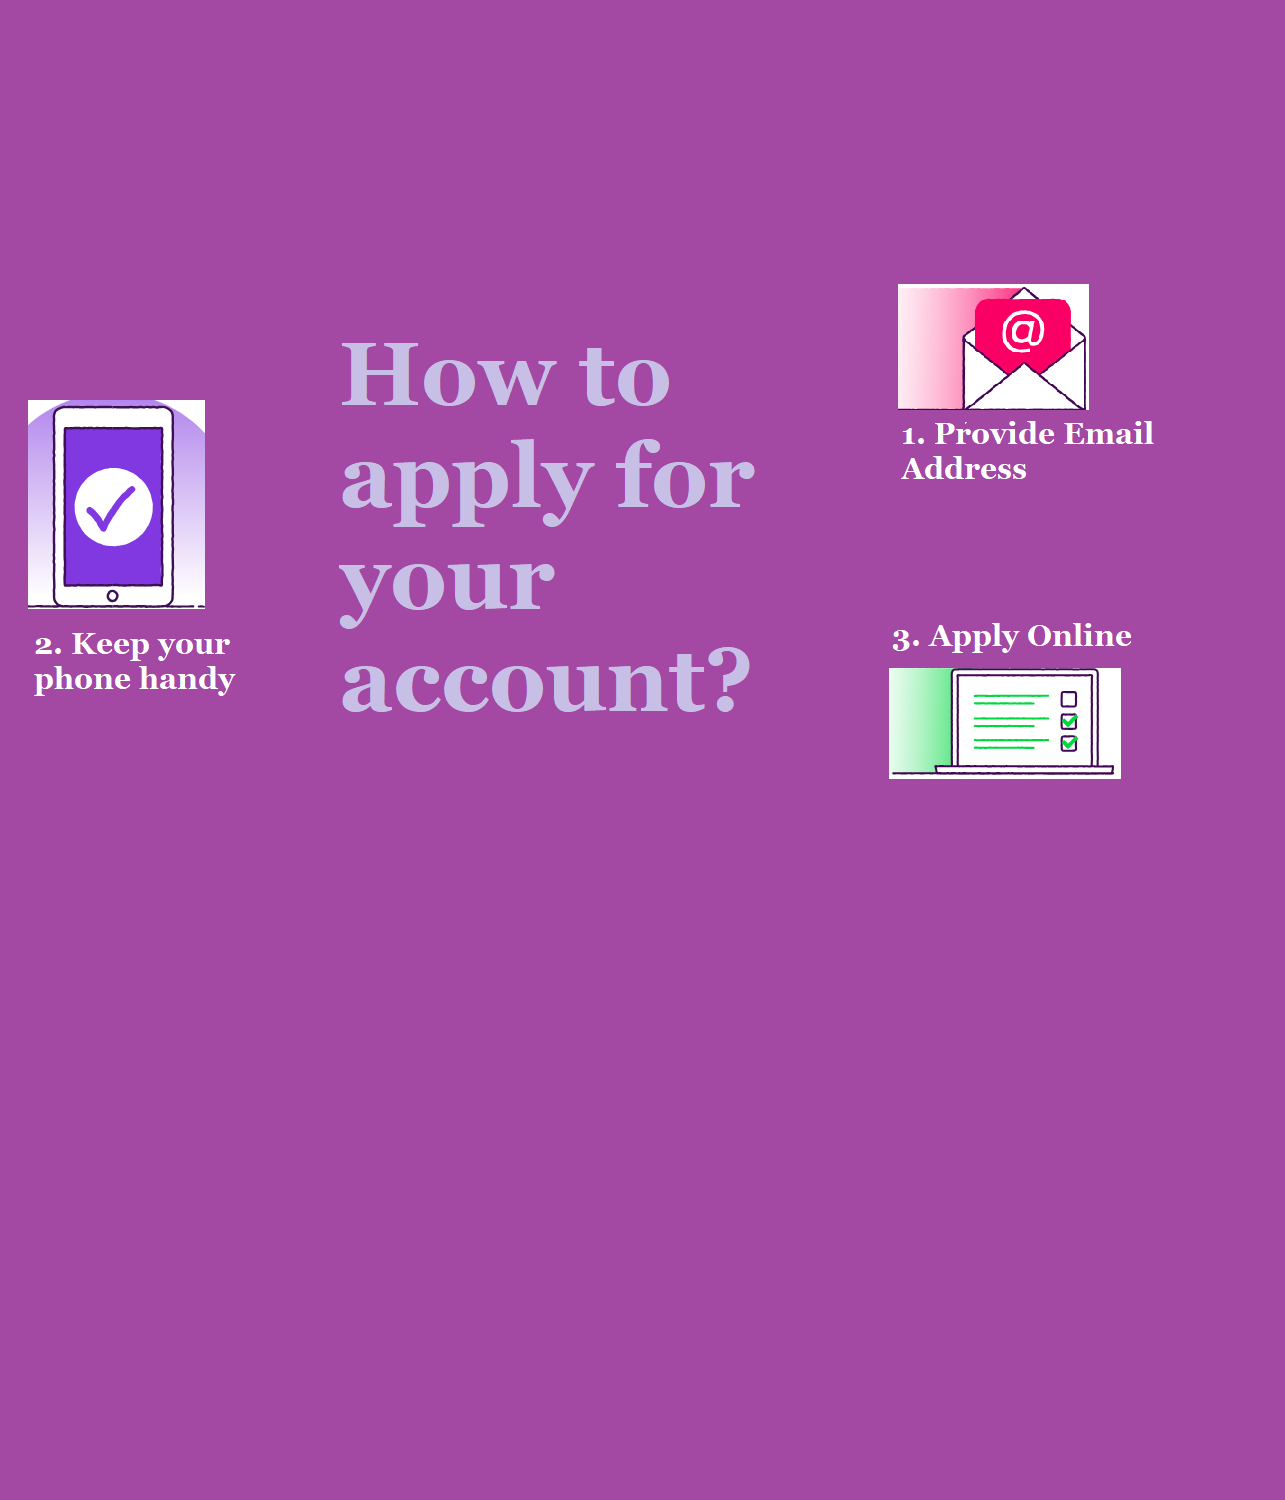 How to
apply for
your
account?
@
1. Provide Email
Address
2. Keep your
phone handy
3. Apply Online